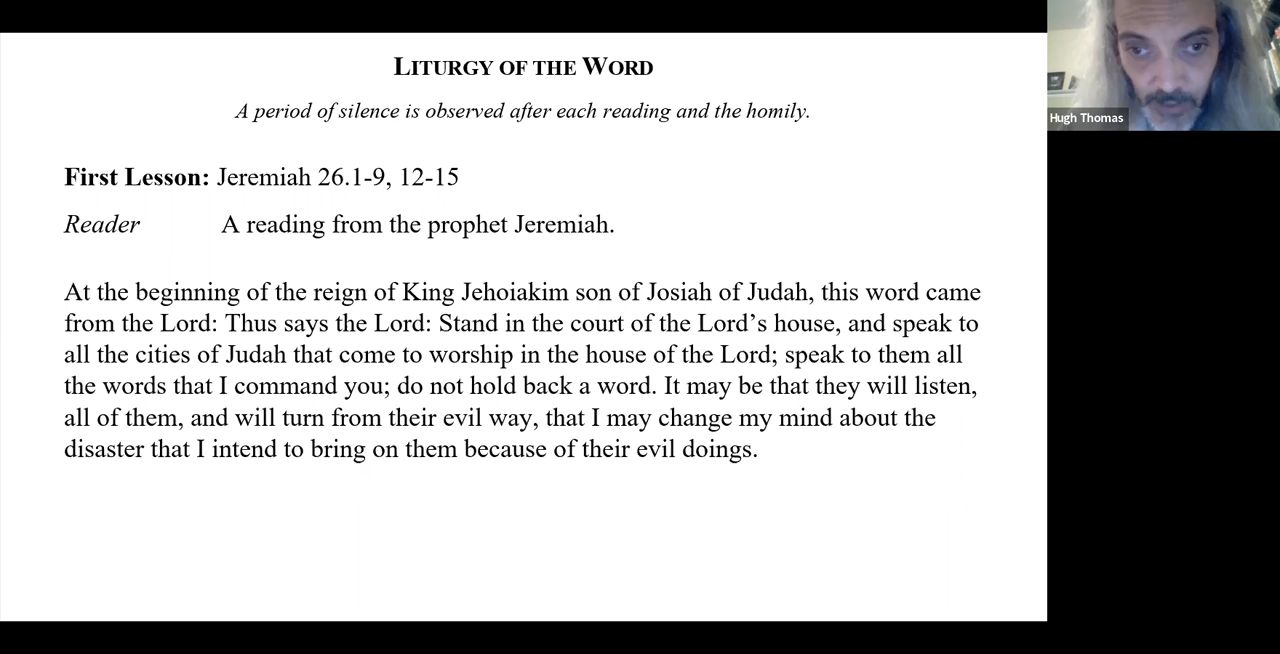 LITURGY OF THE WORD
A period of silence is observed after each reading and the homily.
First Lesson: Jeremiah 26.1-9, 12-15
Reader A reading from the prophet Jeremiah.
At the beginning of the reign of King Jehoiakim son of Josiah of Judah, this word came
from the Lord: Thus says the Lord: Stand in the court of the Lord’s house, and speak to
all the cities of Judah that come to worship in the house of the Lord; speak to them all
the words that I command you; do not hold back a word. It may be that they will listen,
all of them, and will turn from their evil way, that I may change my mind about the
disaster that I intend to bring on them because of their evil doings.
Hugh Thomas